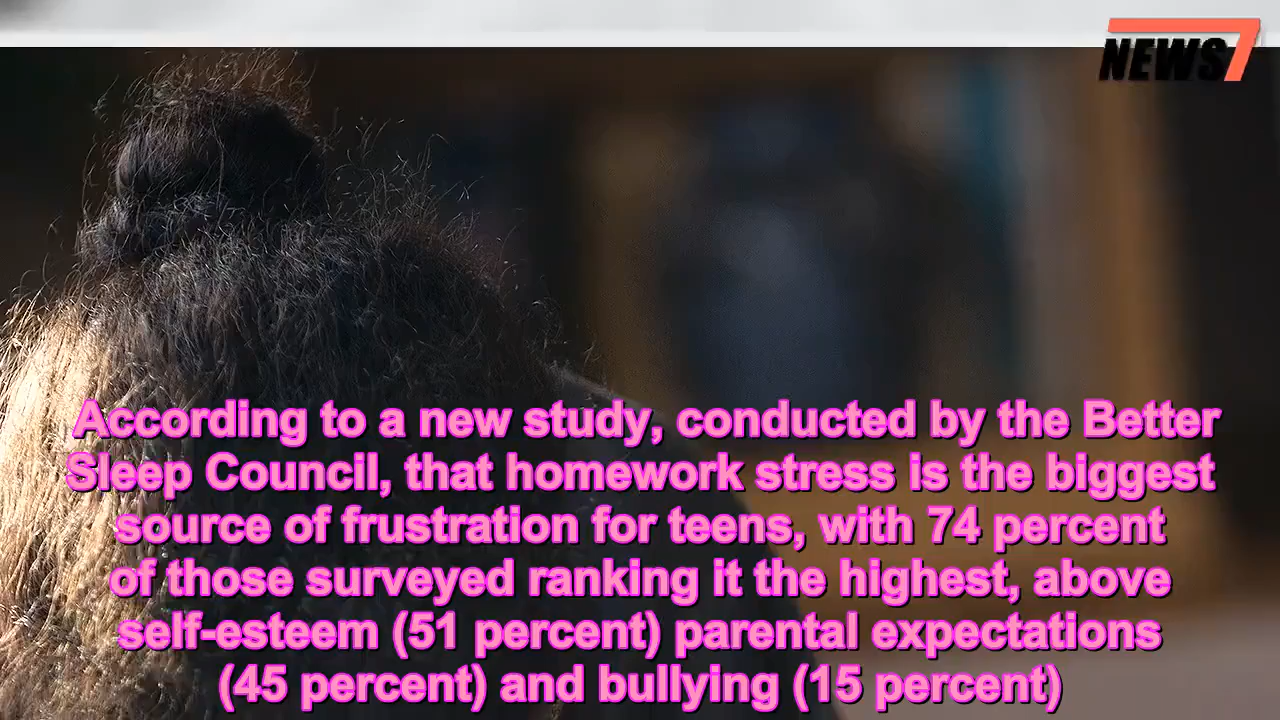 NEWS7
According to a new study, conducted by the Better
Sleep Council, that homework stress is the biggest
source of frustration for teens, with 74 percent
of those surveyed ranking it the highest, above
self-esteem (51 percent) parental expectations
(45 percent) and bullying (15 percent)